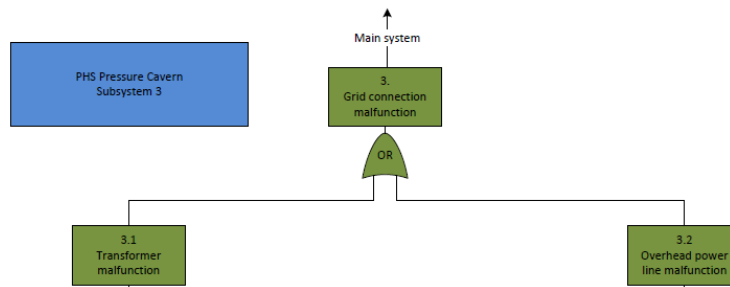 Main system
PHS Pressure Cavern
Subsystem 3
3.
Grid connection
malfunction
OR
3.1
Transformer
malfunction
3.2
Overhead power
line malfunction